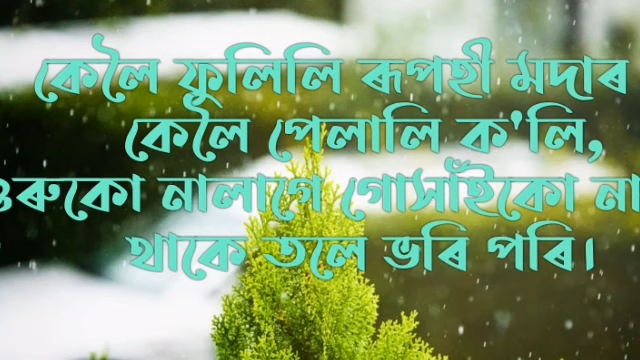 কেলৈ ফুলিলি ৰূপহী মদাৰ
কেলৈ পেলালি ক'লি,
নালাগে গোসাঁইকো
থাকে তলে ভৰি পৰি।